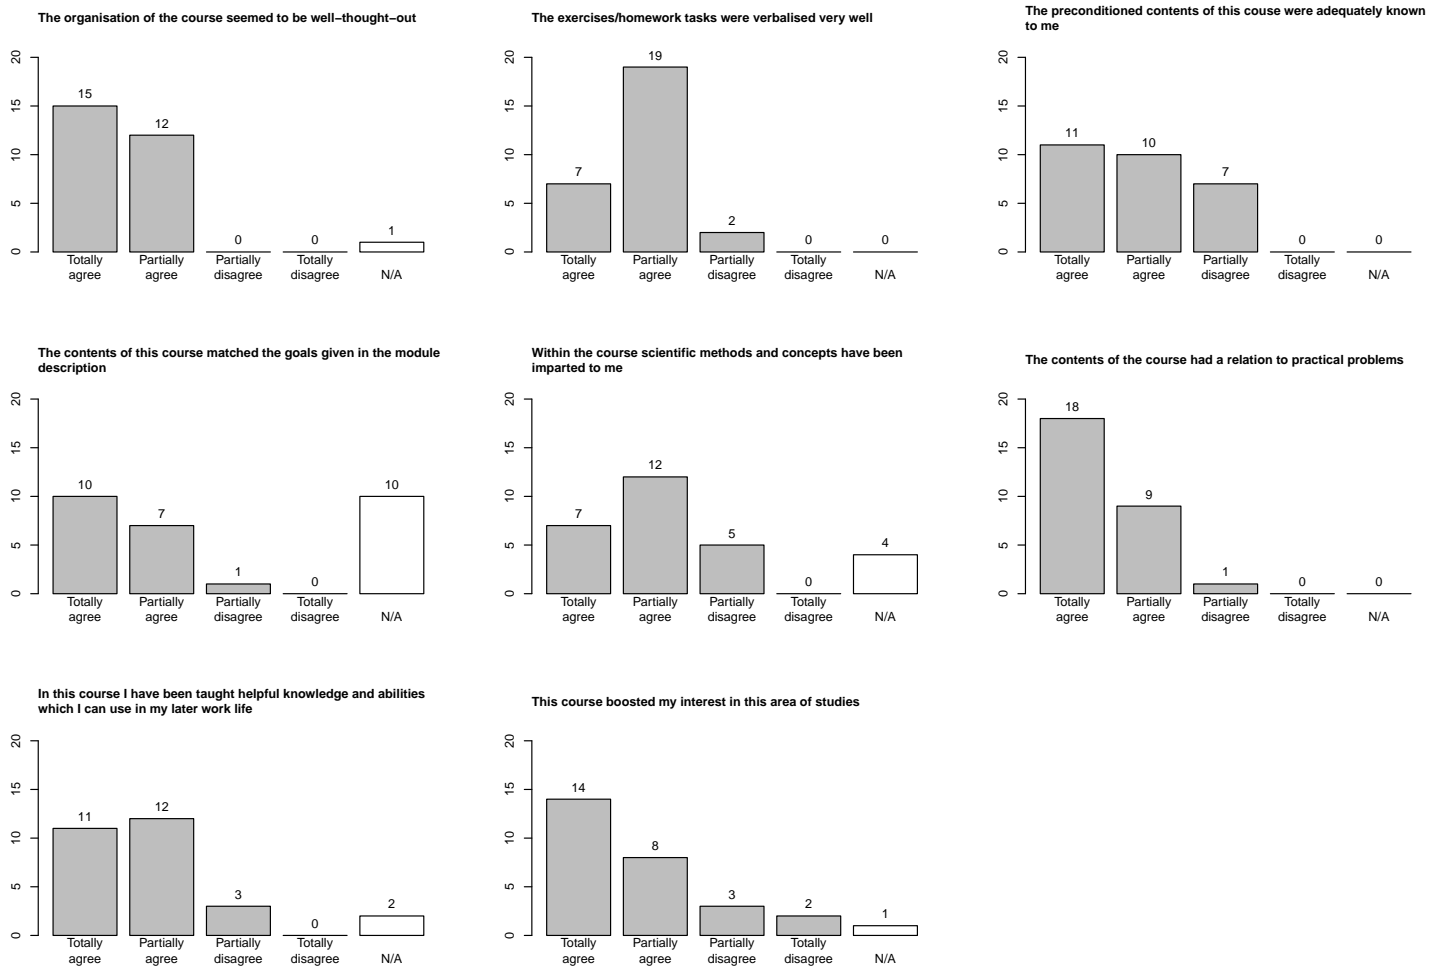 The organisation of the course seemed to be well−thought−out
20
15
10
5
0
15
12
0
0
1
Totally agree
Partially agree
Partially disagree
Totally disagree
N/A
The exercises/homework tasks were verbalised very well
20
15
10
5
0
7
19
2
0
0
Totally agree
Partially agree
Partially disagree
Totally disagree
N/A
The preconditioned contents of this couse were adequately known
to me
20
15
10
5
0
11
10
7
0
0
Totally agree
Partially agree
Partially disagree
Totally disagree
N/A
The contents of this course matched the goals given in the module
description
20
15
10
5
0
10
7
1
0
10
Totally agree
Partially agree
Partially disagree
Totally disagree
N/A
Within the course scientific methods and concepts have been
imparted to me
20
15
10
5
0
7
12
5
0
4
Totally agree
Partially agree
Partially disagree
Totally disagree
N/A
The contents of the course had a relation to practical problems
20
15
10
5
0
18
9
1
0
0
Totally agree
Partially agree
Partially disagree
Totally disagree
N/A
In this course I have been taught helpful knowledge and abilities
which I can use in my later work life
20
15
10
5
0
11
12
3
0
2
Totally agree
Partially agree
Partially disagree
Totally disagree
N/A
This course boosted my interest in this area of studies
20
15
10
5
0
14
8
3
2
1
Totally agree
Partially agree
Partially disagree
Totally disagree
N/A